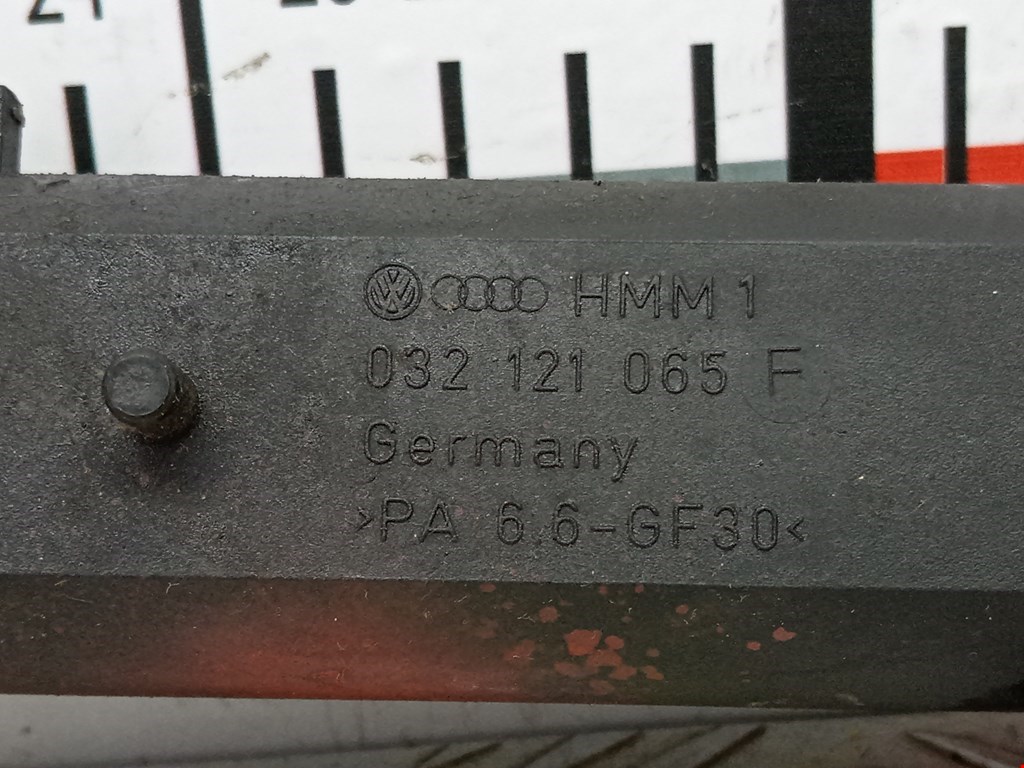 HMM 1
032 121 065 F
Germany
>PA 6.6-GF30<